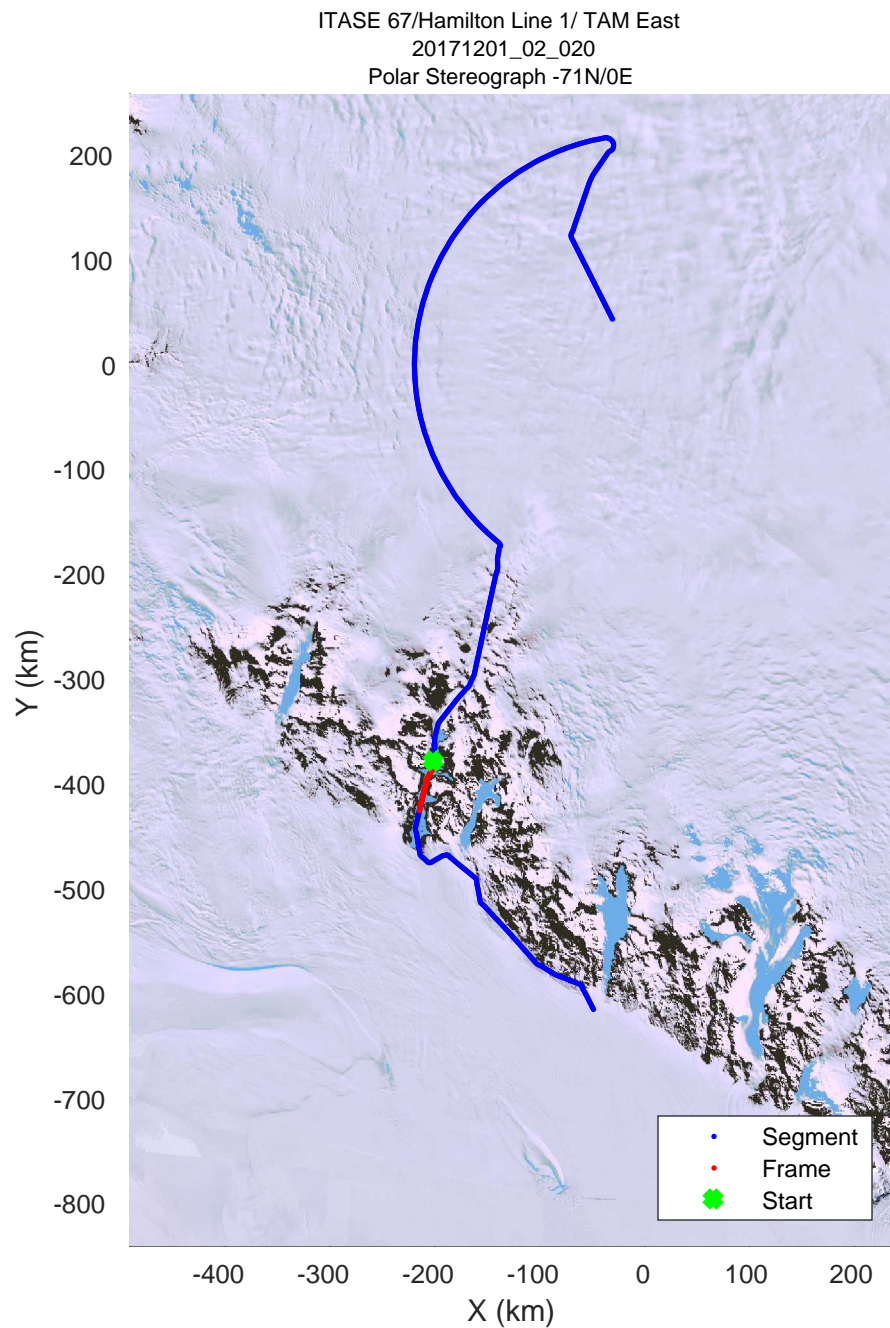 ITASE 67/Hamilton Line 1/ TAM East
20171201_02_020
Polar Stereograph -71N/0E
200
100
0
-100
-200
-300
-400
-500
-600
-700
-800
Y (km)
Segment
Frame
Start
-400 -300 -200 -100 0 100 200
X (km)